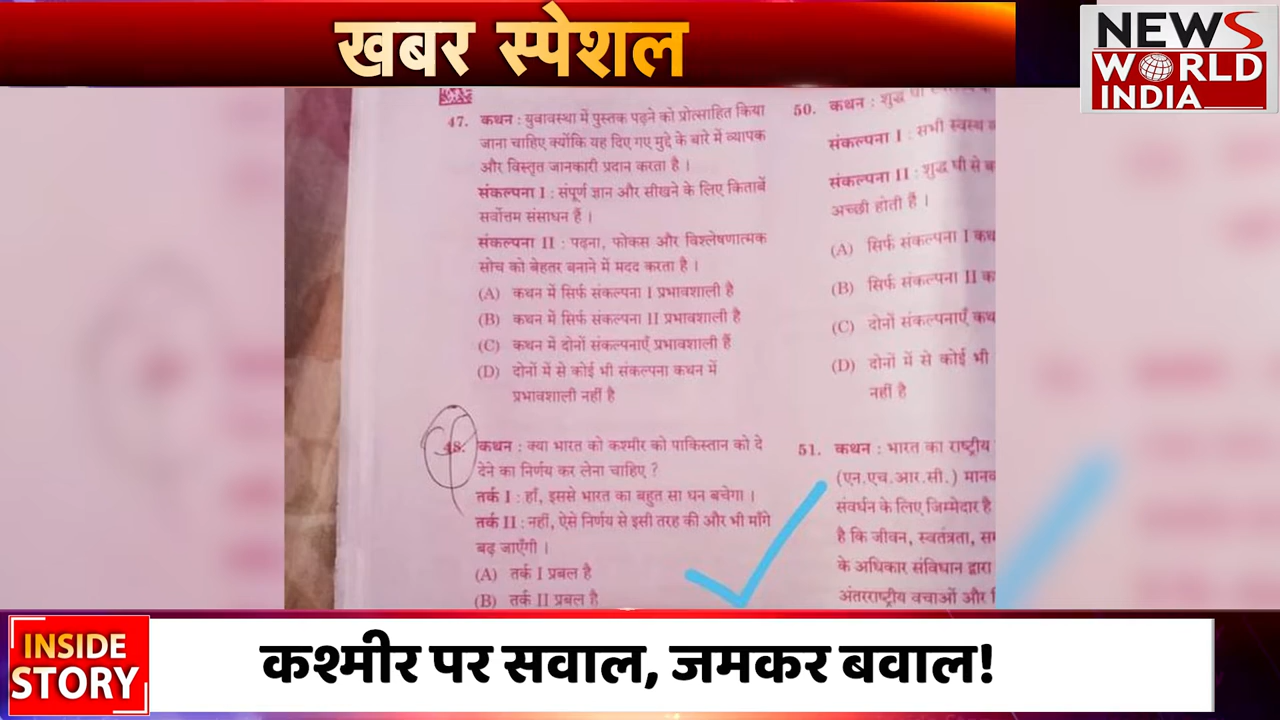 खबर स्पेशल
NEWS
WORLD
INDIA
47. कथन : युवावस्था में पुस्तक पढ़ने को प्रोत्साहित किया
जाना चाहिए क्योंकि यह दिए गए मुद्दे के बारे में व्यापक
और विस्तृत जानकारी प्रदान करता है ।
संकल्पना I : संपूर्ण ज्ञान और सीखने के लिए किताबें
सर्वोत्तम संसाधन हैं ।
संकल्पना II : पढ़ना, फोकस और विश्लेषणात्मक
सोच को बेहतर बनाने में मदद करता है ।
(A) कथन में सिर्फ संकल्पना I प्रभावशाली है
(B) कथन में सिर्फ संकल्पना II प्रभावशाली है
(C) कथन में दोनों संकल्पनाएँ प्रभावशाली हैं
(D) दोनों में से कोई भी संकल्पना कथन में
प्रभावशाली नहीं है
48. कथन : क्या भारत को कश्मीर को पाकिस्तान को दे
देने का निर्णय कर लेना चाहिए ?
तर्क I : हाँ, इससे भारत का बहुत सा धन बचेगा ।
तर्क II : नहीं, ऐसे निर्णय से इसी तरह की और भी माँगे
बढ़ जाएँगी ।
(A) तर्क I प्रबल है
(B) तर्क II प्रबल है
50. कथन : शुद्ध घी
संकल्पना I : सभी स्वस्थ
संकल्पना II : शुद्ध घी से
अच्छी होती हैं ।
(A) सिर्फ संकल्पना I
(B) सिर्फ संकल्पना II
(C) दोनों संकल्पनाएँ
(D) दोनों में से कोई भी
नहीं है
51. कथन : भारत का राष्ट्रीय
(एन.एच.आर.सी.)
संवर्धन के लिए जिम्मेदार है
है कि जीवन, स्वतंत्रता,
के अधिकार संविधान द्वारा
अंतरराष्ट्रीय वचाओं और
INSIDE
STORY
कश्मीर पर सवाल, जमकर बवाल!